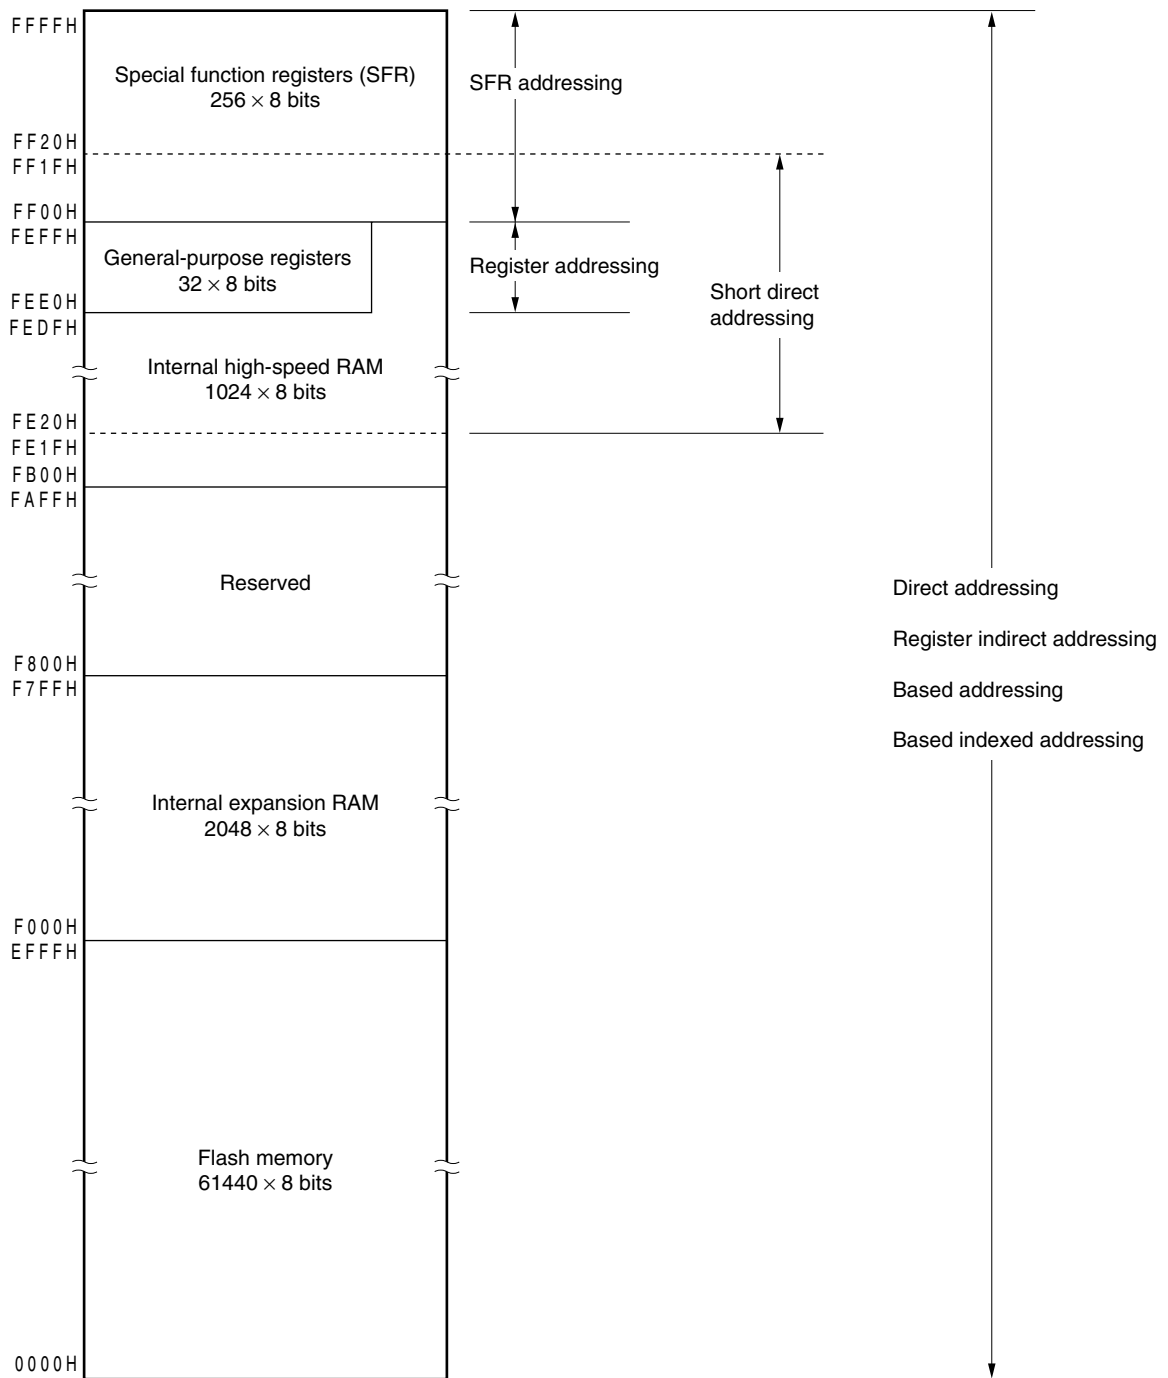 FFFFH
Special function registers (SFR)
256 × 8 bits
SFR addressing
FF20H
FF1FH
FF00H
FEFFH
General-purpose registers
32 × 8 bits
Register addressing
Short direct
addressing
FEE0H
FEDFH
Internal high-speed RAM
1024 × 8 bits
FE20H
FE1FH
FB00H
FAFFH
Reserved
Direct addressing
Register indirect addressing
Based addressing
Based indexed addressing
F800H
F7FFH
Internal expansion RAM
2048 × 8 bits
F000H
EFFFH
Flash memory
61440 × 8 bits
0000H